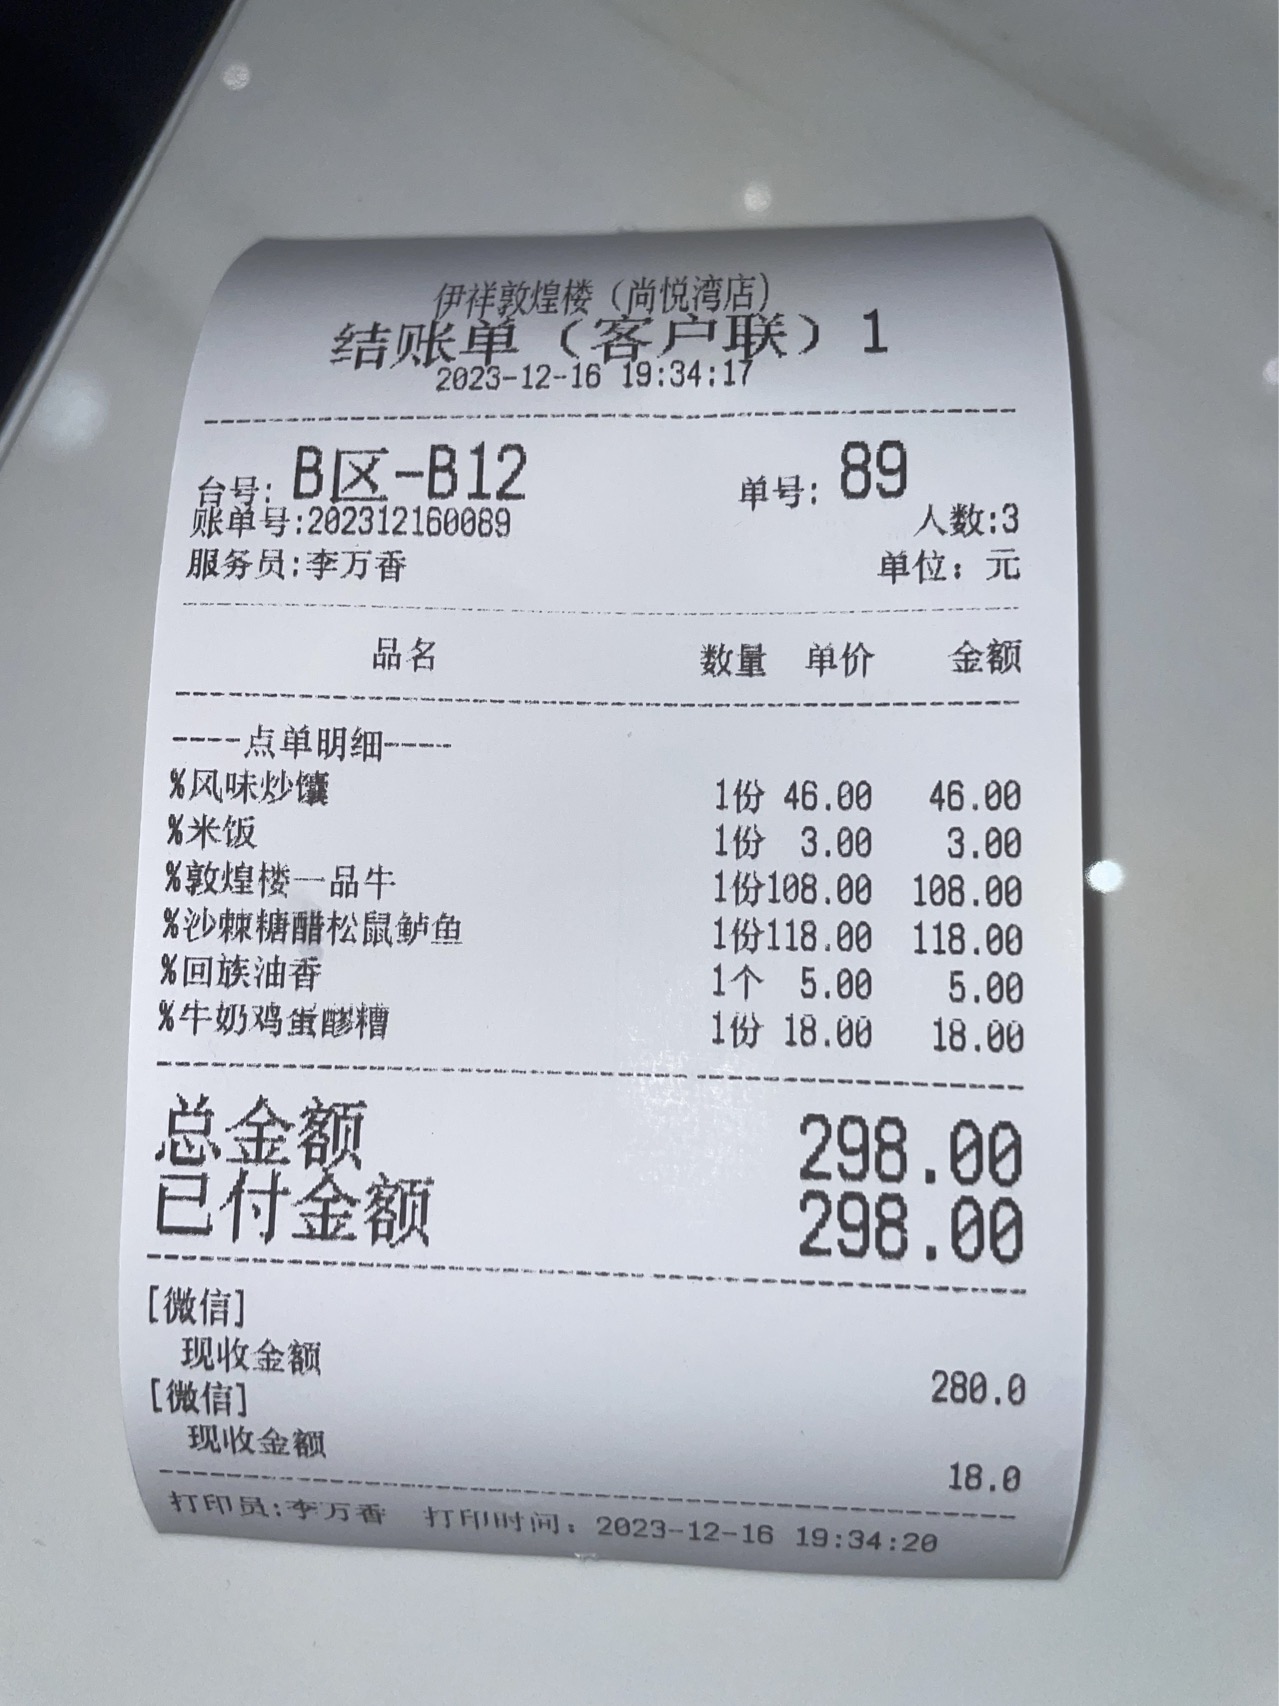 伊祥敦煌楼（尚悦湾店）
结账单（客户联）1
2023-12-16 19:34:17
台号: B区-B12 单号: 89
账单号:202312160089 人数:3
服务员:李万香 单位：元
品名 数量 单价 金额
----点单明细----
%风味炒馕 1份 46.00 46.00
%米饭 1份 3.00 3.00
%敦煌楼一品牛 1份108.00 108.00
%沙棘糖醋松鼠鲈鱼 1份118.00 118.00
%回族油香 1个 5.00 5.00
%牛奶鸡蛋醪糟 1份 18.00 18.00
总金额 298.00
已付金额 298.00
[微信]
现收金额 280.0
[微信]
现收金额 18.0
打印员:李万香 打印时间：2023-12-16 19:34:20